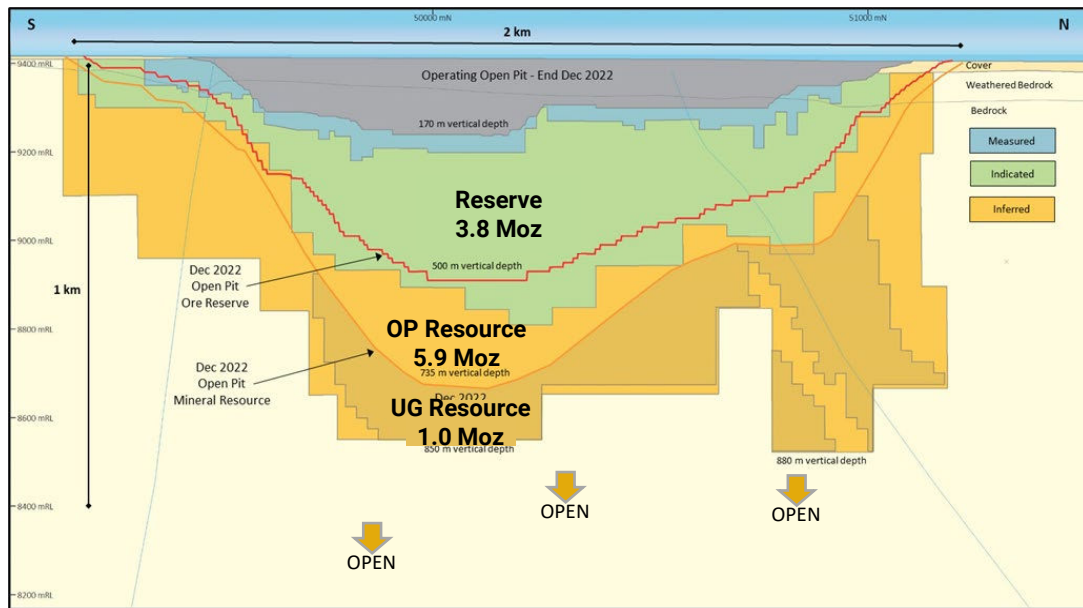 S
50000 mN
51000 mN
N
2 km
9400 mRL
Operating Open Pit - End Dec 2022
Cover
Weathered Bedrock
Bedrock
170 m vertical depth
Measured
9200 mRL
Indicated
Reserve
3.8 Moz
Inferred
9000 mRL
500 m vertical depth
Dec 2022
Open Pit
Ore Reserve
1 km
8800 mRL
OP Resource
5.9 Moz
Dec 2022
Open Pit
Mineral Resource
735 m vertical depth
Dec 2022
UG Resource
1.0 Moz
8600 mRL
850 m vertical depth
880 m vertical depth
8400 mRL
OPEN
OPEN
OPEN
8200 mRL